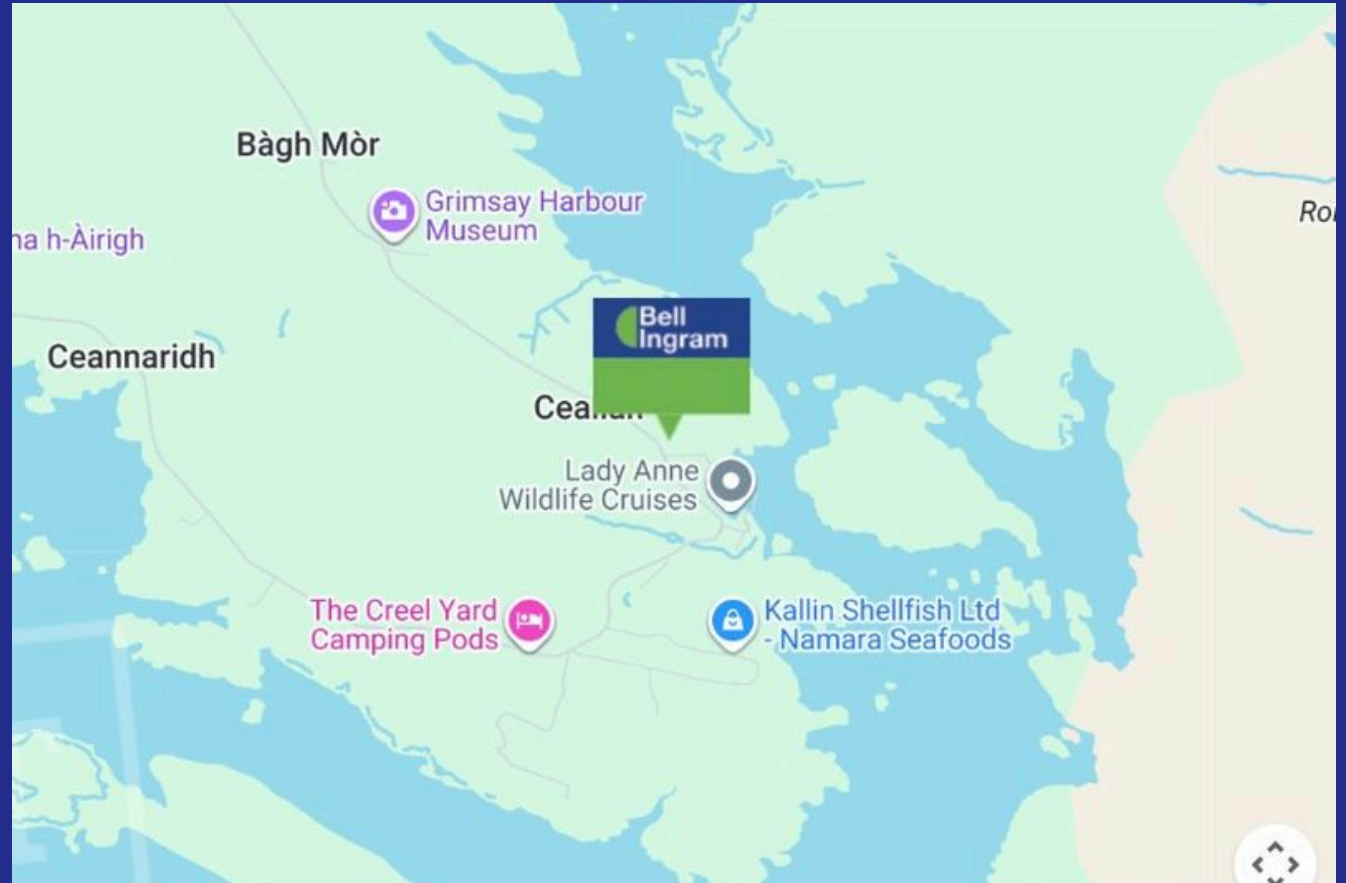 Bàgh Mòr
Grimsay Harbour
Museum
na h-Àirigh
Ceannaridh
Bell
Ingram
Lady Anne
Wildlife Cruises
The Creel Yard
Camping Pods
Kallin Shellfish Ltd
- Namara Seafoods